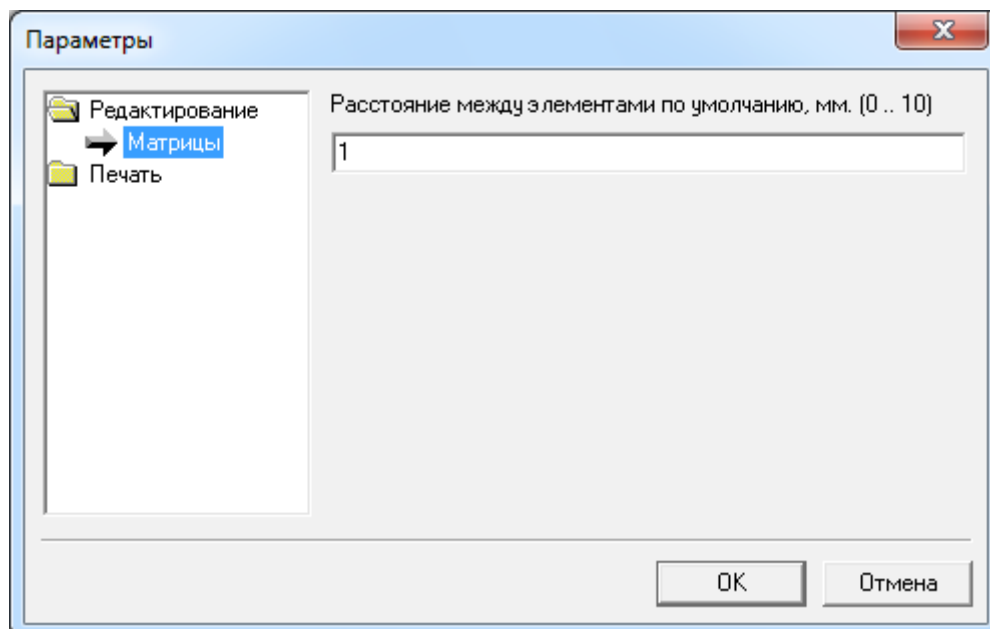 Параметры
Редактирование
Матрицы
Печать
Расстояние между элементами по умолчанию, мм. (0 .. 10)
1
OK
Отмена